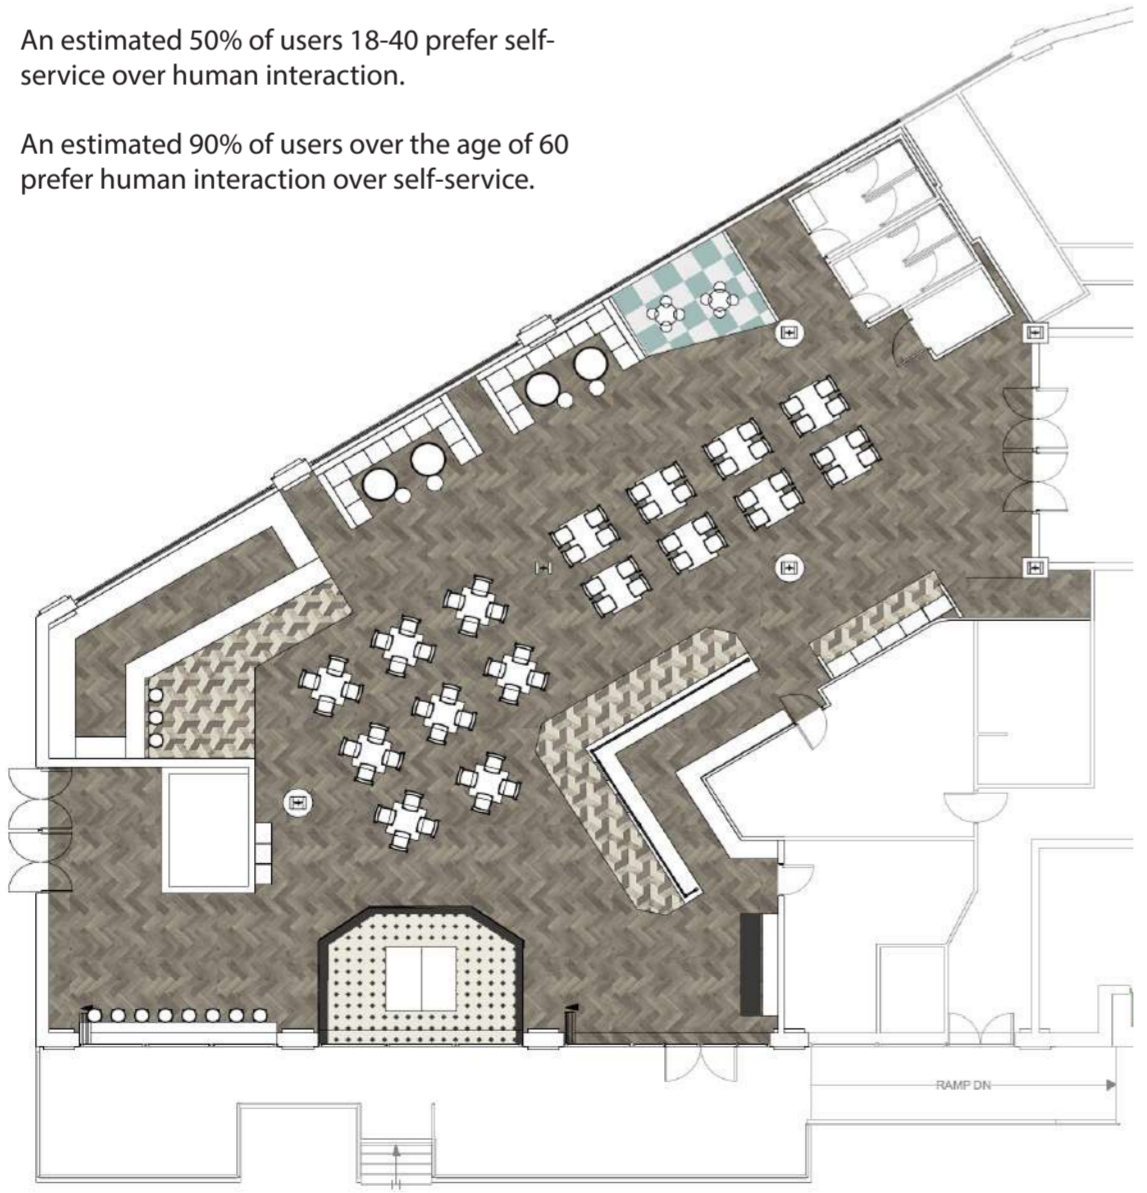 An estimated 50% of users 18-40 prefer self-
service over human interaction.
An estimated 90% of users over the age of 60
prefer human interaction over self-service.
RAMP DN